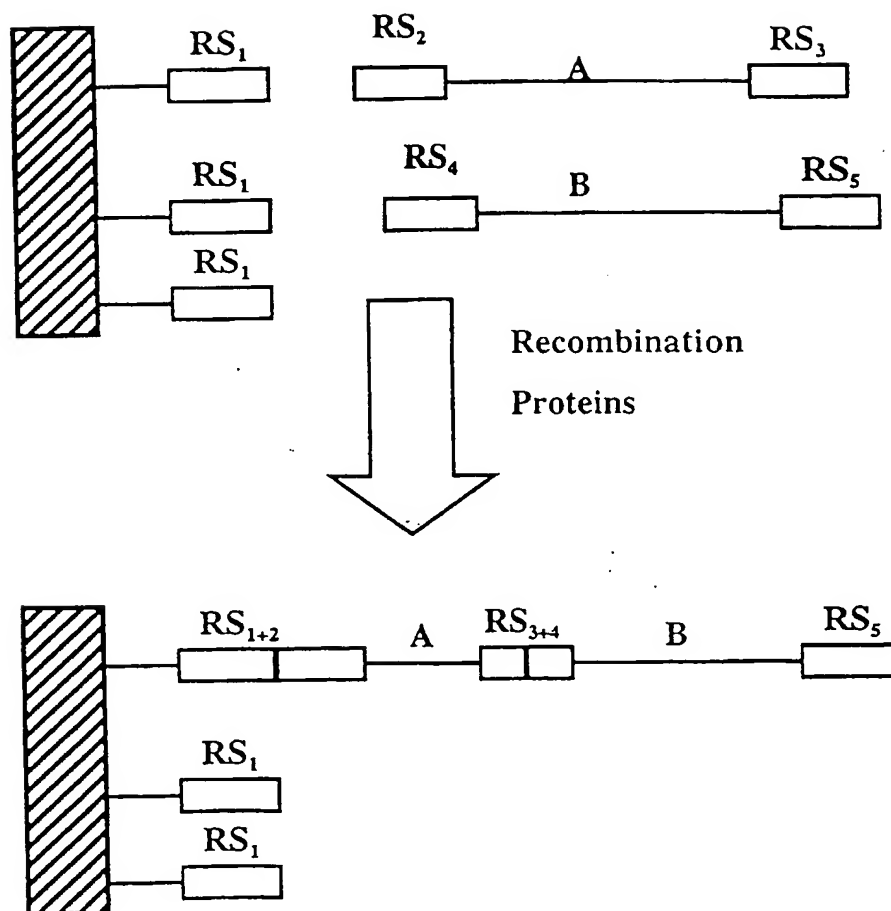 RS₁ RS₂ A RS₃
RS₁ RS₄ B RS₅
RS₁
Recombination
Proteins
RS₁₊₂ A RS₃₊₄ B RS₅
RS₁
RS₁